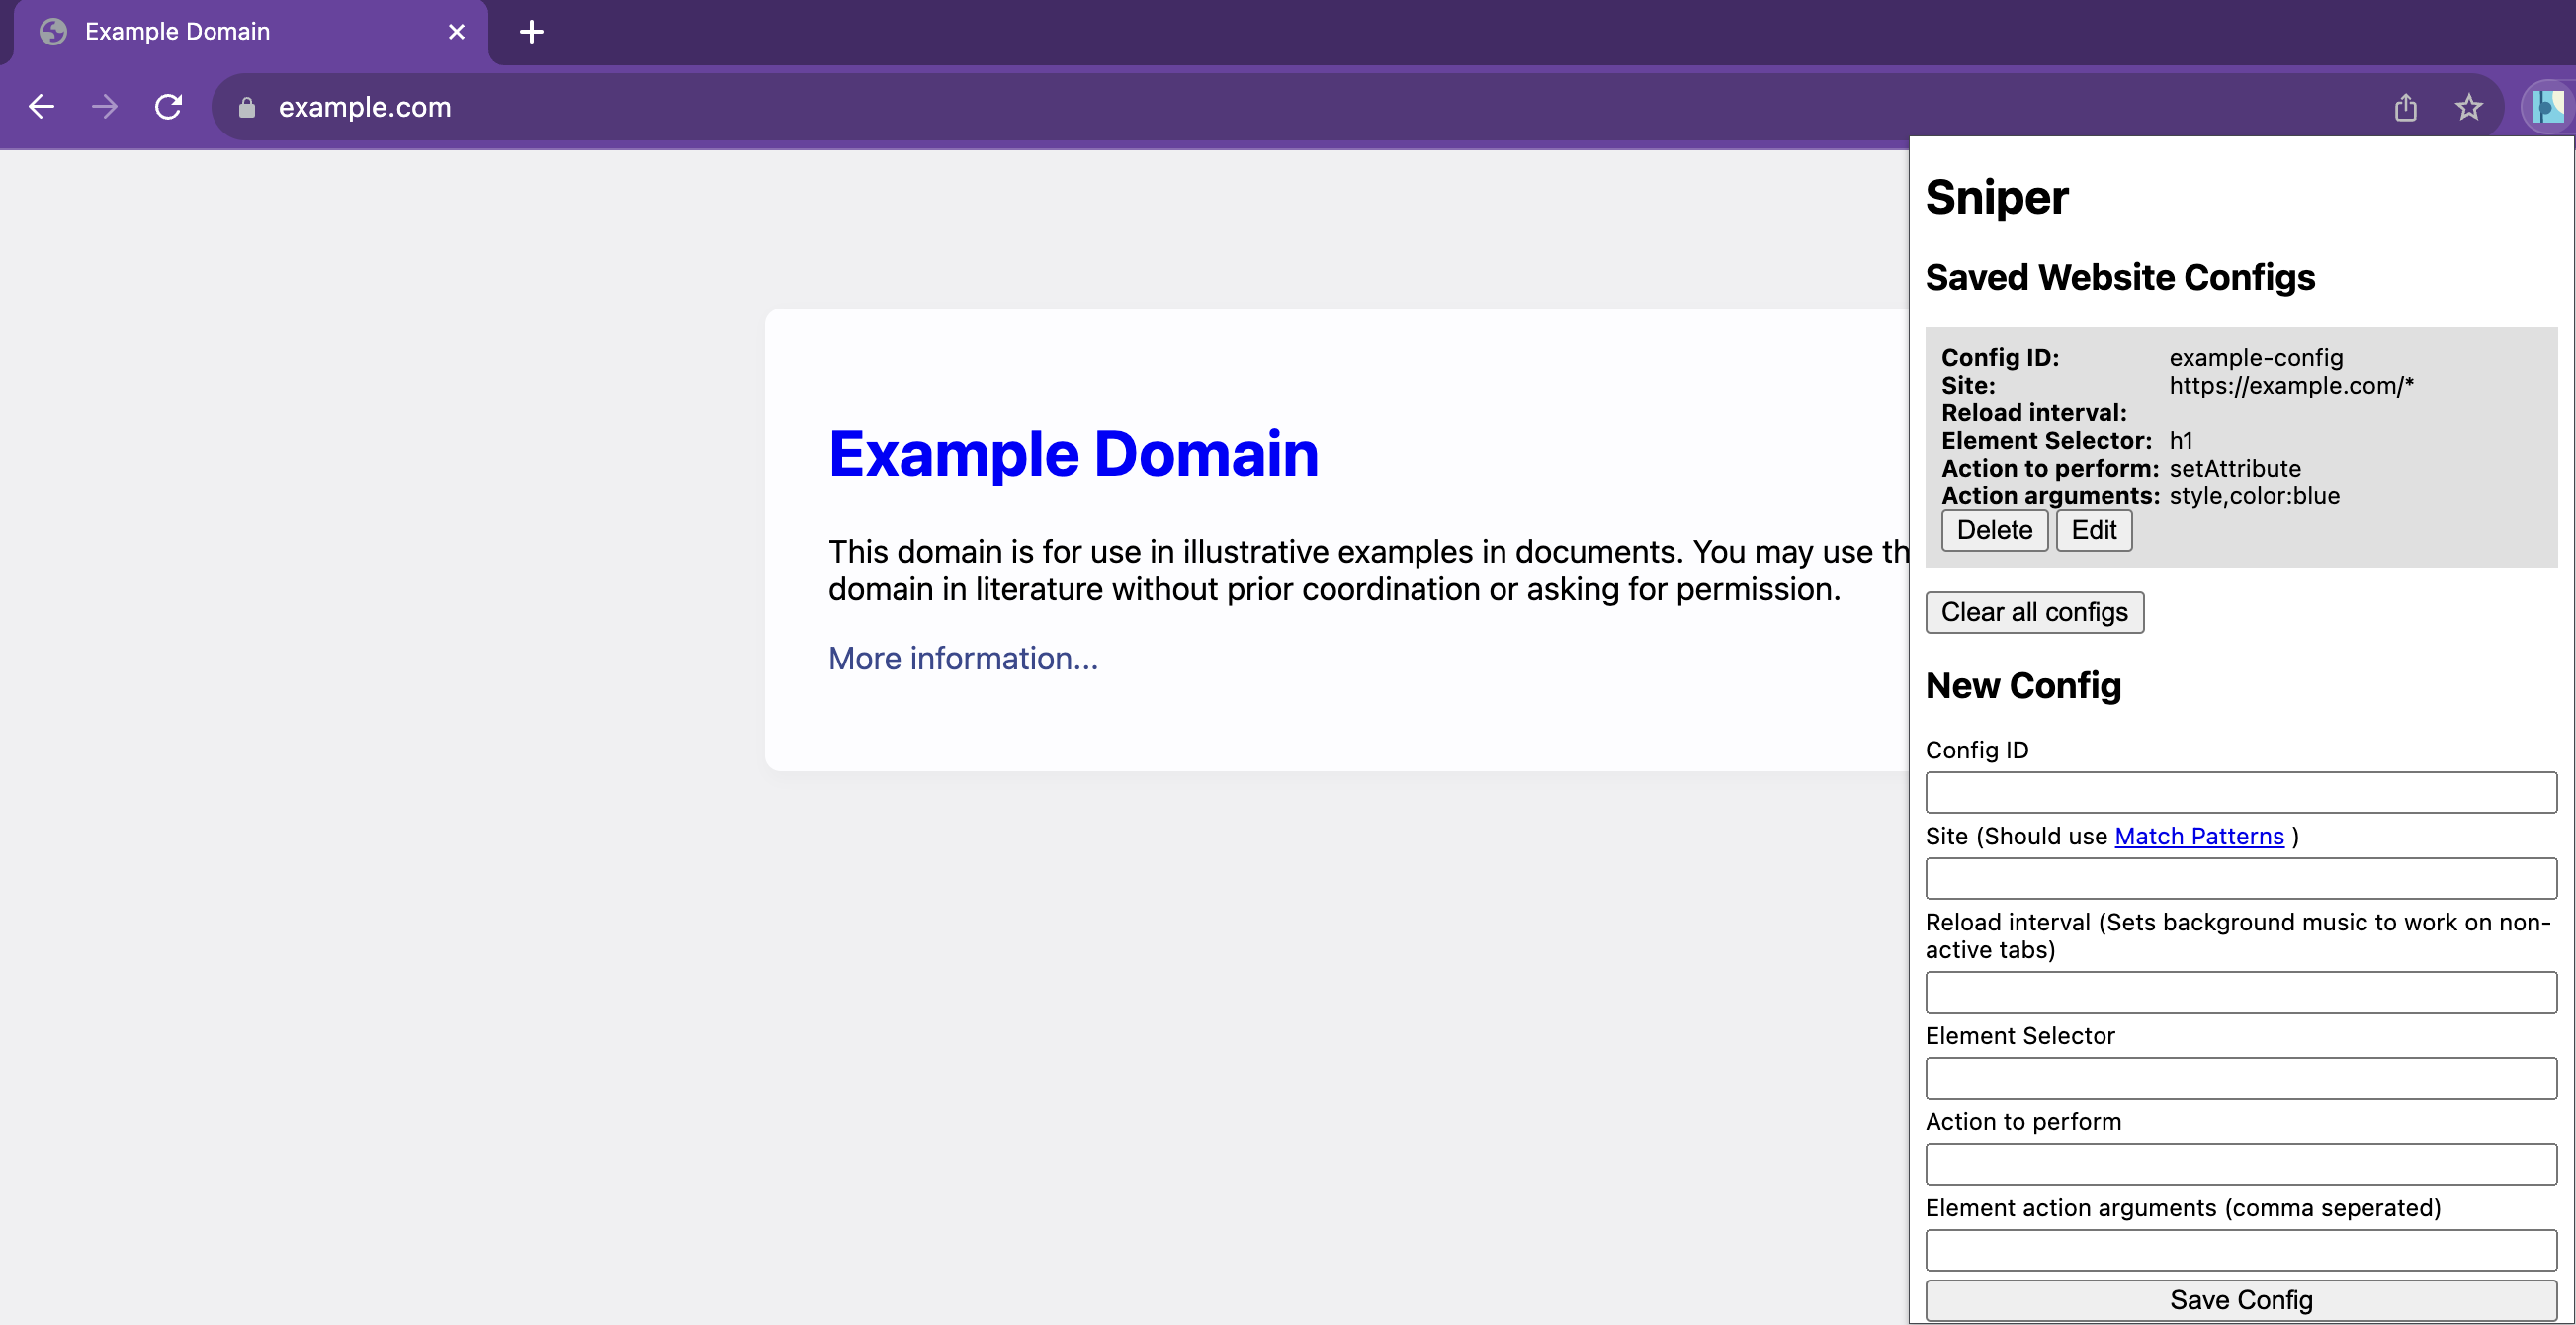 Example Domain
example.com
Example Domain
This domain is for use in illustrative examples in documents. You may use th
domain in literature without prior coordination or asking for permission.
More information...
Sniper
Saved Website Configs
Config ID: example-config
Site: https://example.com/*
Reload interval:
Element Selector: h1
Action to perform: setAttribute
Action arguments: style,color:blue
Delete Edit
Clear all configs
New Config
Config ID
Site (Should use Match Patterns )
Reload interval (Sets background music to work on non-
active tabs)
Element Selector
Action to perform
Element action arguments (comma seperated)
Save Config